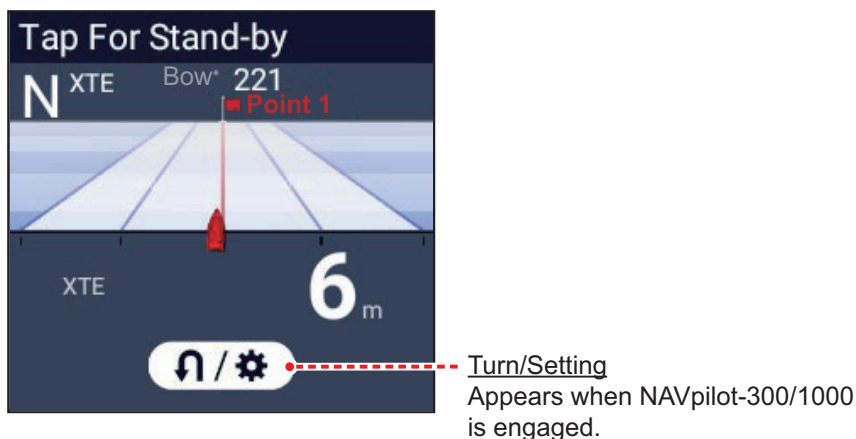 Tap For Stand-by
N XTE Bow° 221
Point 1
XTE 6 m
/
Turn/Setting
Appears when NAVpilot-300/1000
is engaged.